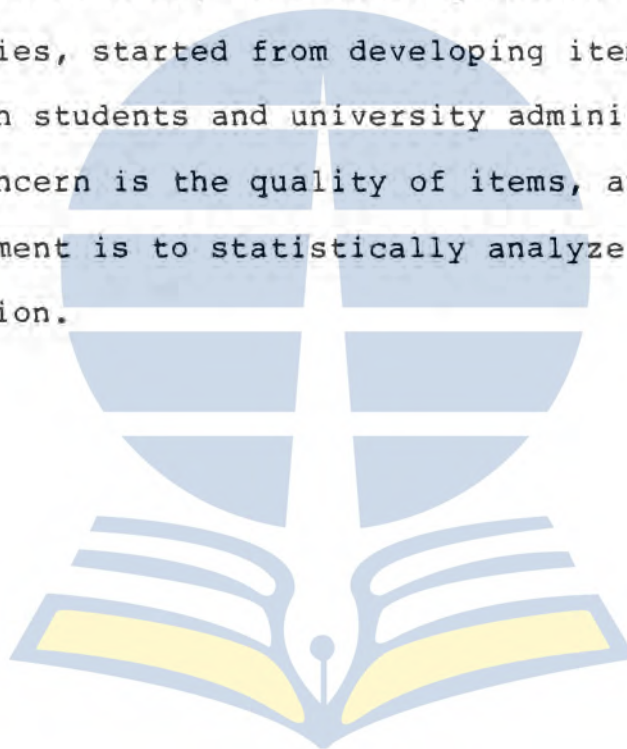 ies, started from developing item
n students and university admini
ncern is the quality of items, a
ment is to statistically analyze
ion.